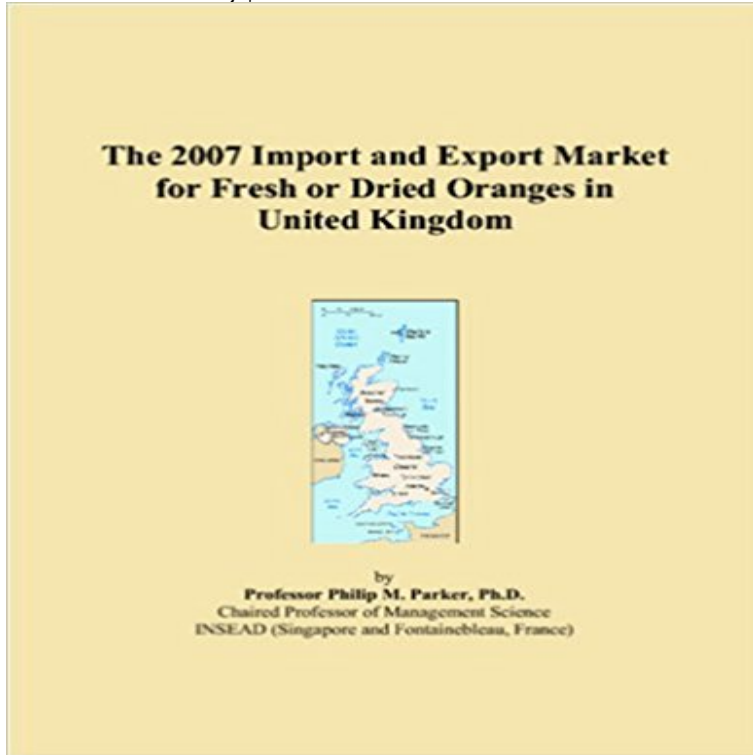 The 2007 Import and Export Market
for Fresh or Dried Oranges in
United Kingdom
by
Professor Philip M. Parker, Ph.D.
Chaired Professor of Management Science
INSEAD (Singapore and Fontainebleau, France)